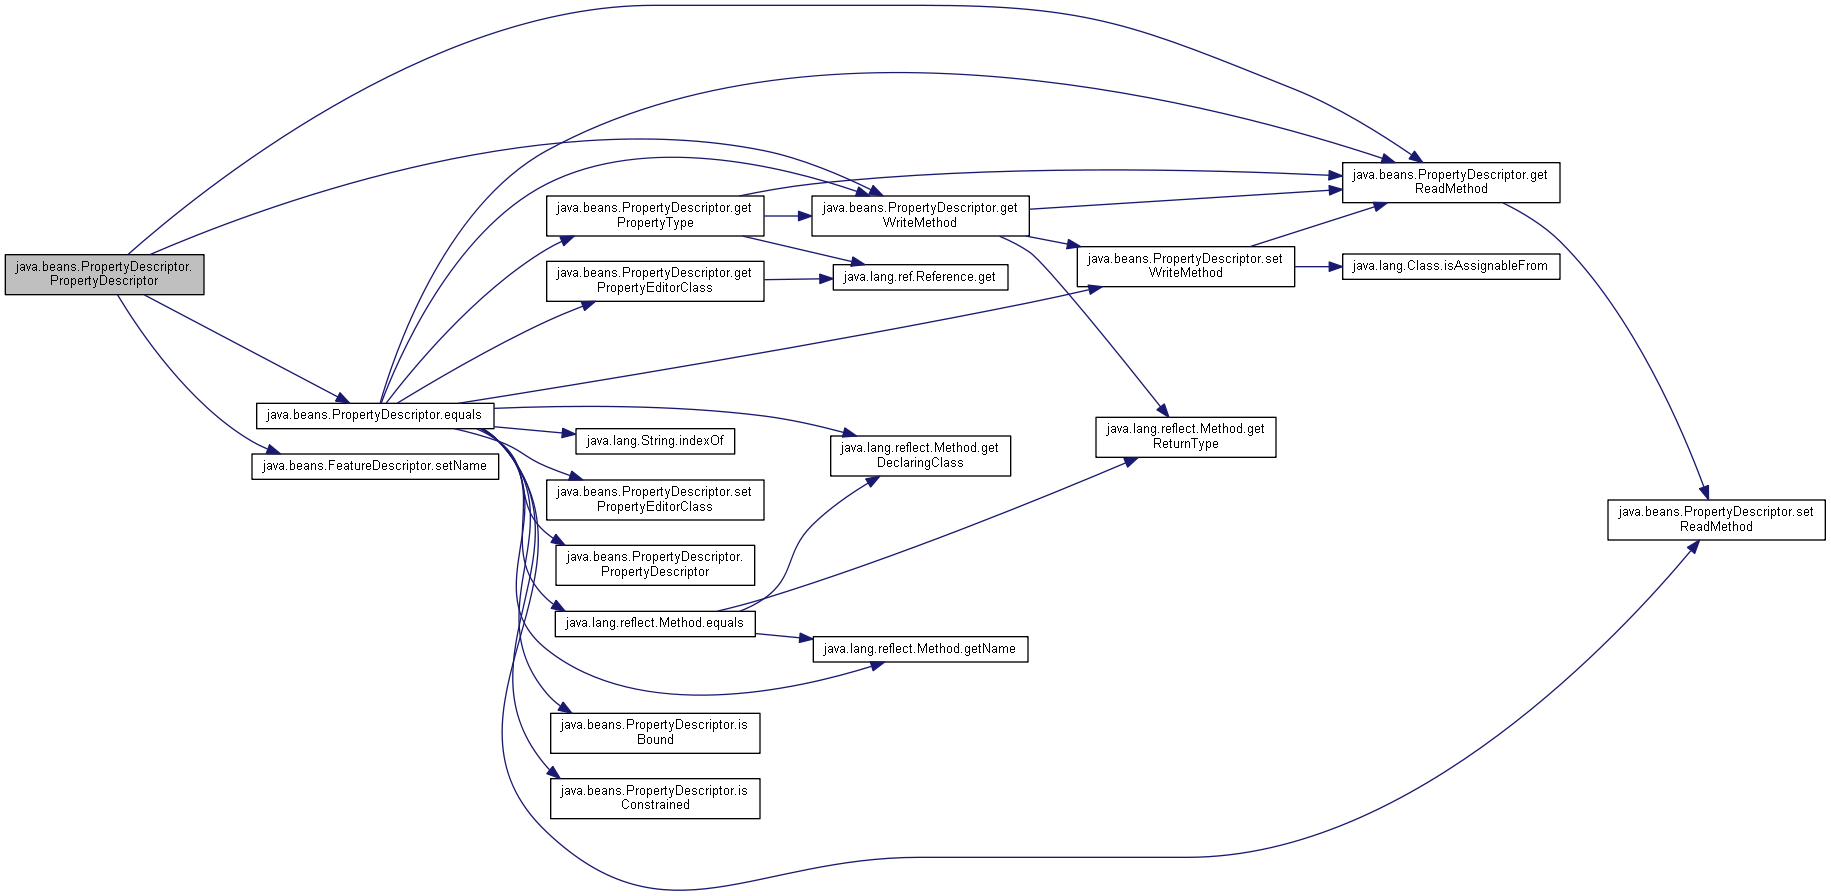 java.beans.PropertyDescriptor.
PropertyDescriptor
java.beans.PropertyDescriptor.equals
java.beans.FeatureDescriptor.setName
java.beans.PropertyDescriptor.get
PropertyType
java.beans.PropertyDescriptor.get
PropertyEditorClass
java.lang.String.indexOf
java.beans.PropertyDescriptor.set
PropertyEditorClass
java.beans.PropertyDescriptor.
PropertyDescriptor
java.lang.reflect.Method.equals
java.beans.PropertyDescriptor.is
Bound
java.beans.PropertyDescriptor.is
Constrained
java.beans.PropertyDescriptor.get
WriteMethod
java.lang.ref.Reference.get
java.lang.reflect.Method.get
DeclaringClass
java.lang.reflect.Method.getName
java.beans.PropertyDescriptor.set
WriteMethod
java.lang.reflect.Method.get
ReturnType
java.beans.PropertyDescriptor.get
ReadMethod
java.lang.Class.isAssignableFrom
java.beans.PropertyDescriptor.set
ReadMethod